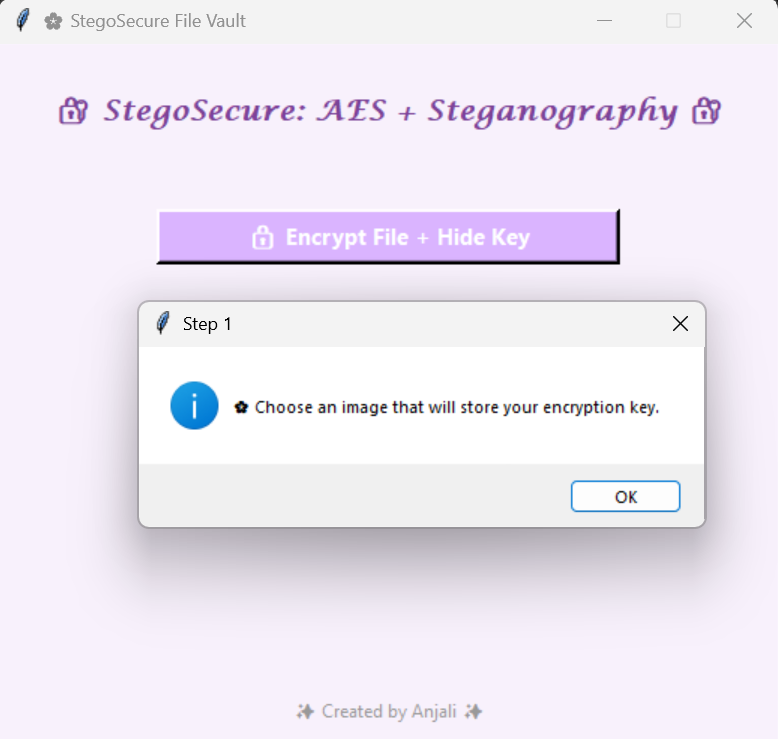 StegoSecure File Vault
StegoSecure: AES + Steganography
Encrypt File + Hide Key
Step 1
Choose an image that will store your encryption key.
OK
Created by Anjali